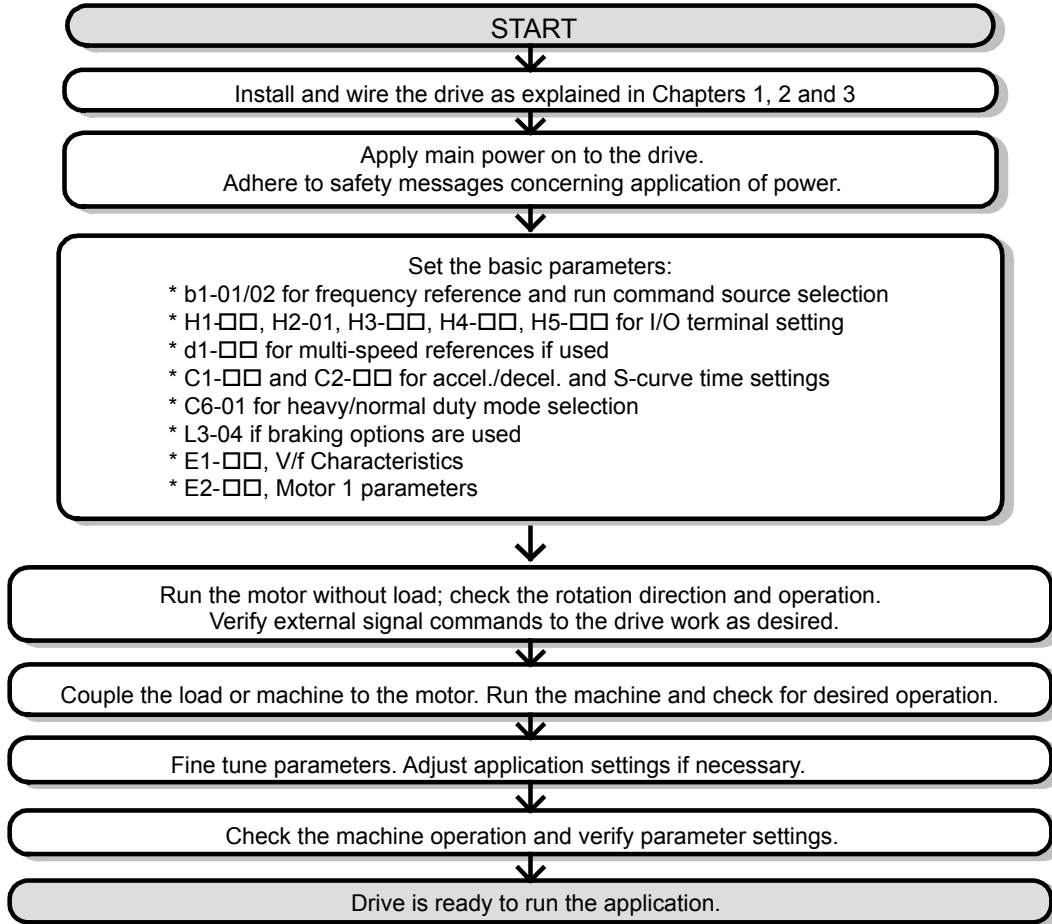 START
Install and wire the drive as explained in Chapters 1, 2 and 3
Apply main power on to the drive.
Adhere to safety messages concerning application of power.
Set the basic parameters:
* b1-01/02 for frequency reference and run command source selection
* H1-□□, H2-01, H3-□□, H4-□□, H5-□□ for I/O terminal setting
* d1-□□ for multi-speed references if used
* C1-□□ and C2-□□ for accel./decel. and S-curve time settings
* C6-01 for heavy/normal duty mode selection
* L3-04 if braking options are used
* E1-□□, V/f Characteristics
* E2-□□, Motor 1 parameters
Run the motor without load; check the rotation direction and operation.
Verify external signal commands to the drive work as desired.
Couple the load or machine to the motor. Run the machine and check for desired operation.
Fine tune parameters. Adjust application settings if necessary.
Check the machine operation and verify parameter settings.
Drive is ready to run the application.